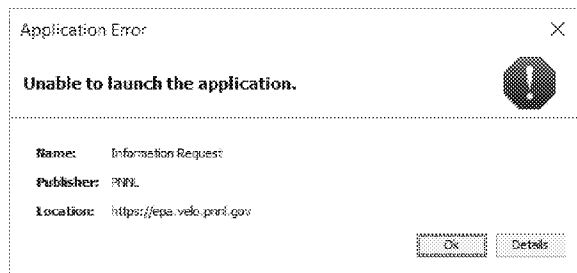 Application Error
Unable to launch the application.
Name: Information Request
Publisher: PNNL
Location: https://epa.velo.pnnl.gov
Ok Details